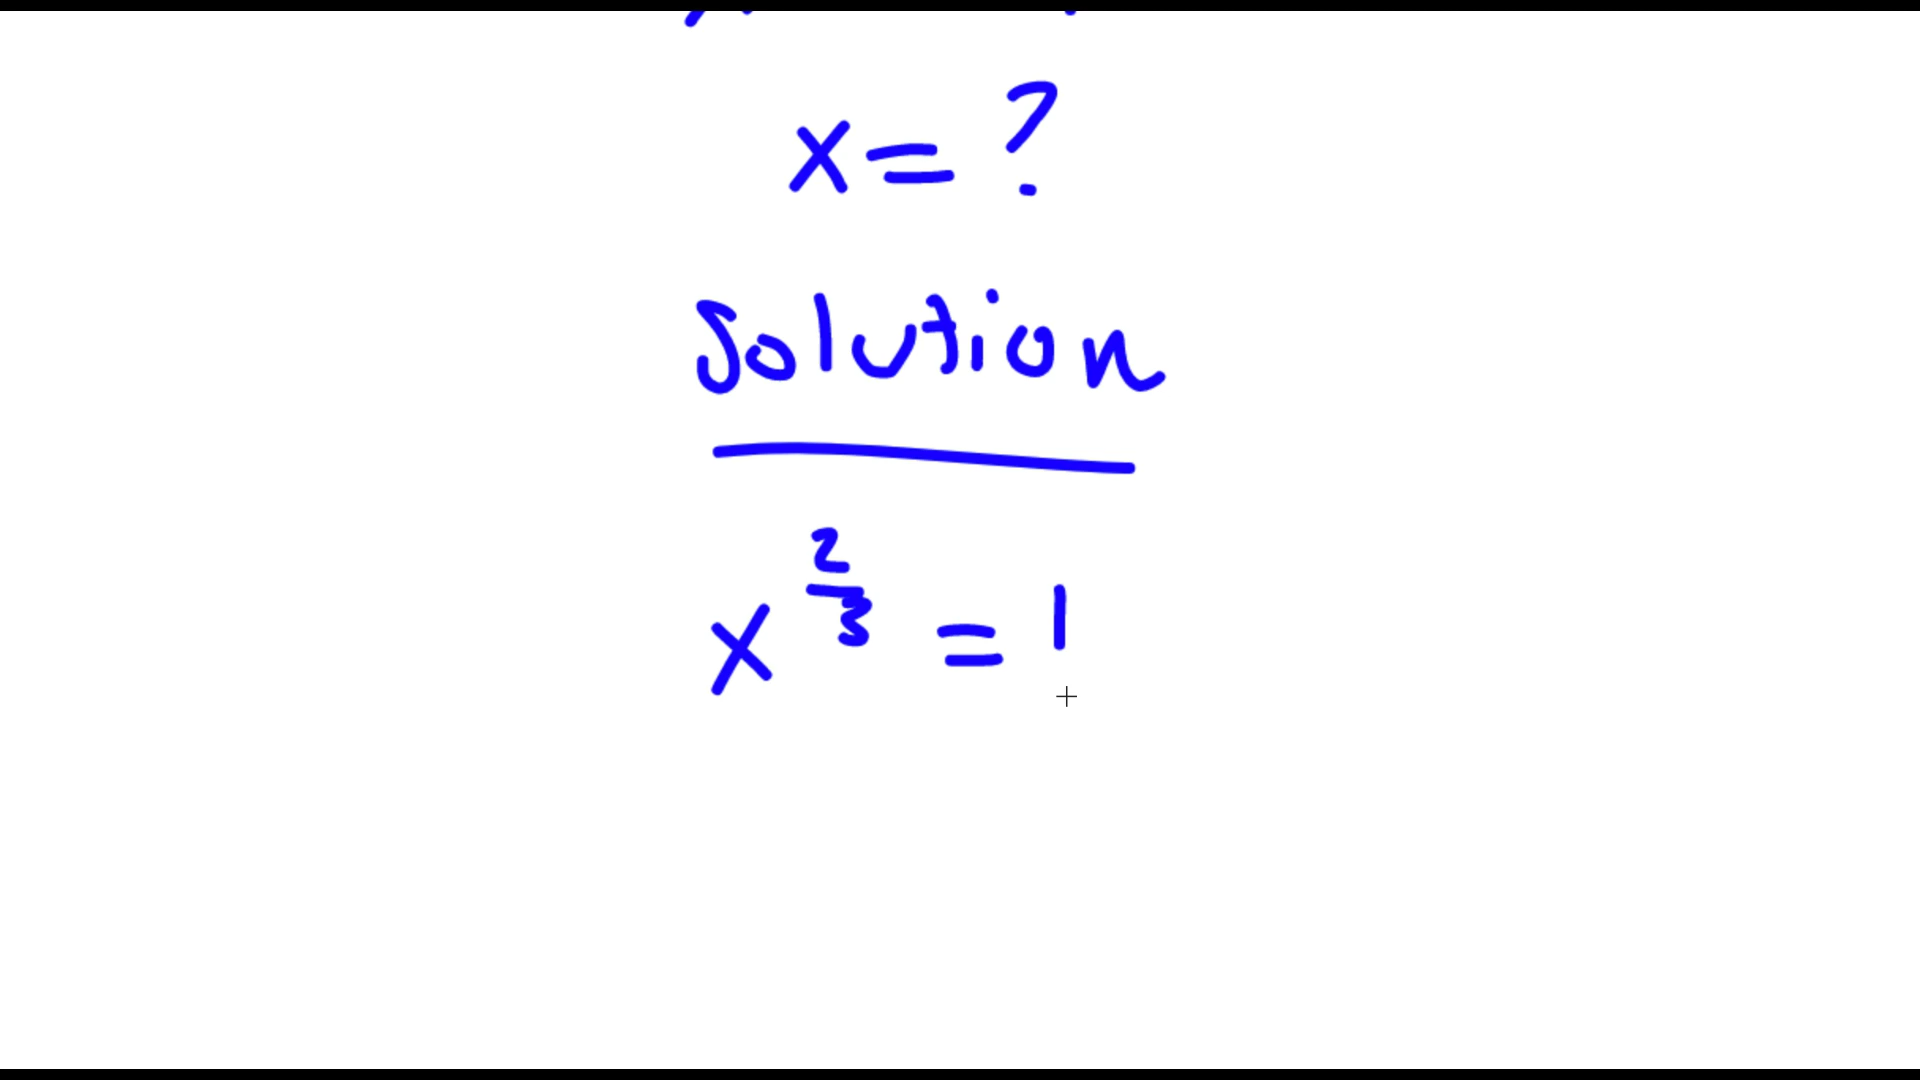 x = ?
Solution
x^{2/3} = 1